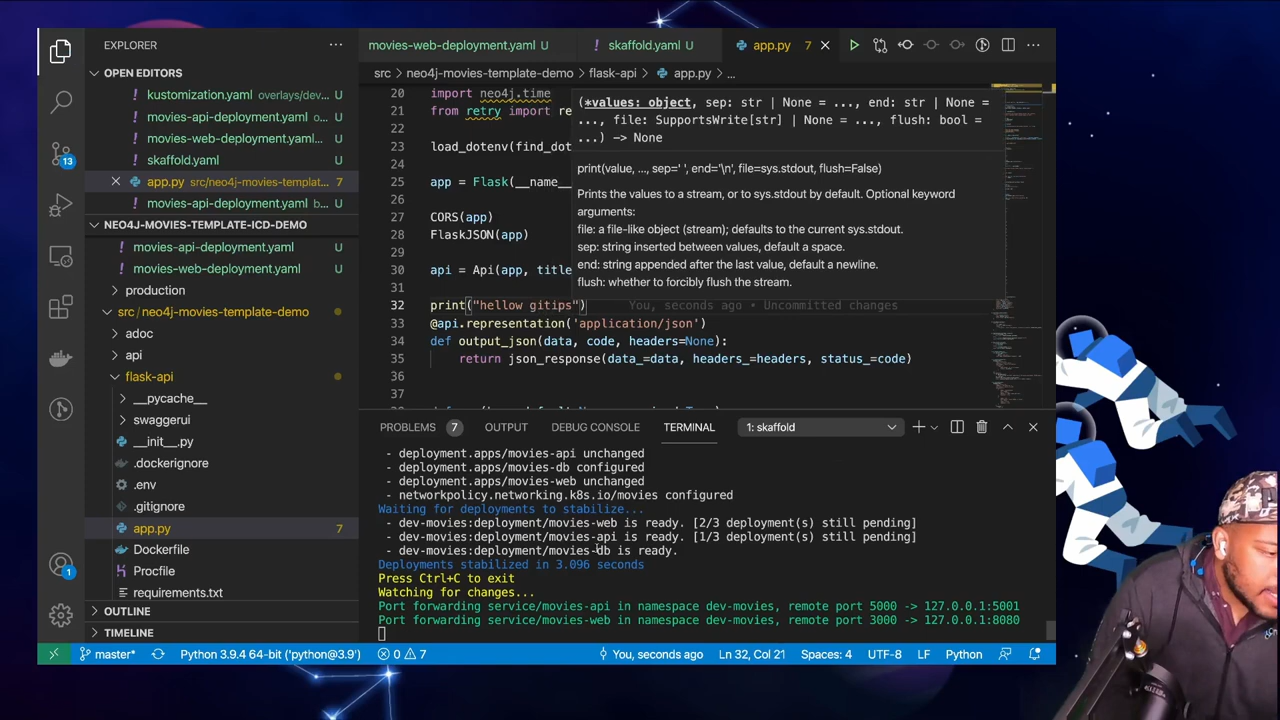 EXPLORER
OPEN EDITORS
! kustomization.yaml overlays/dev...
! movies-api-deployment.yaml U
! movies-web-deployment.yaml... U
! skaffold.yaml U
app.py src/neo4j-movies-templat... 7
! movies-api-deployment.yaml b... U
NEO4J-MOVIES-TEMPLATE-ICD-DEMO
movies-api-deployment.yaml U
movies-web-deployment.yaml U
production
src/neo4j-movies-template-demo
adoc
api
flask-api
__pycache__
swaggerui
__init__.py
.dockerignore
.env
.gitignore
app.py 7
Dockerfile
Procfile
requirements.txt
OUTLINE
TIMELINE
13
1
movies-web-deployment.yaml U
! skaffold.yaml U
app.py 7
src > neo4j-movies-template-demo > flask-api > app.py > ...
20 import neo4j.time
21 from retry import re
22
23 load_dotenv(find_dot
24
25 app = Flask(__name__
26
27 CORS(app)
28 FlaskJSON(app)
29
30 api = Api(app, title
31
32 print("hellow gitips") You, seconds ago • Uncommitted changes
33 @api.representation('application/json')
34 def output_json(data, code, headers=None):
35 return json_response(data_=data, headers_=headers, status_=code)
36
37
(*values: object, sep: str | None = ..., end: str | None =
..., file: SupportsWrite[str] | None = ..., flush: bool =
...) -> None
print(value, ..., sep=' ', end='\n', file=sys.stdout, flush=False)
Prints the values to a stream, or to sys.stdout by default. Optional keyword
arguments:
file: a file-like object (stream); defaults to the current sys.stdout.
sep: string inserted between values, default a space.
end: string appended after the last value, default a newline.
flush: whether to forcibly flush the stream.
PROBLEMS 7 OUTPUT DEBUG CONSOLE TERMINAL 1: skaffold
- deployment.apps/movies-api unchanged
- deployment.apps/movies-db configured
- deployment.apps/movies-web unchanged
- networkpolicy.networking.k8s.io/movies configured
Waiting for deployments to stabilize...
- dev-movies:deployment/movies-web is ready. [2/3 deployment(s) still pending]
- dev-movies:deployment/movies-api is ready. [1/3 deployment(s) still pending]
- dev-movies:deployment/movies-db is ready.
Deployments stabilized in 3.096 seconds
Press Ctrl+C to exit
Watching for changes...
Port forwarding service/movies-api in namespace dev-movies, remote port 5000 -> 127.0.0.1:5001
Port forwarding service/movies-web in namespace dev-movies, remote port 3000 -> 127.0.0.1:8080
master* Python 3.9.4 64-bit ('python@3.9') 0 7 You, seconds ago Ln 32, Col 21 Spaces: 4 UTF-8 LF Python